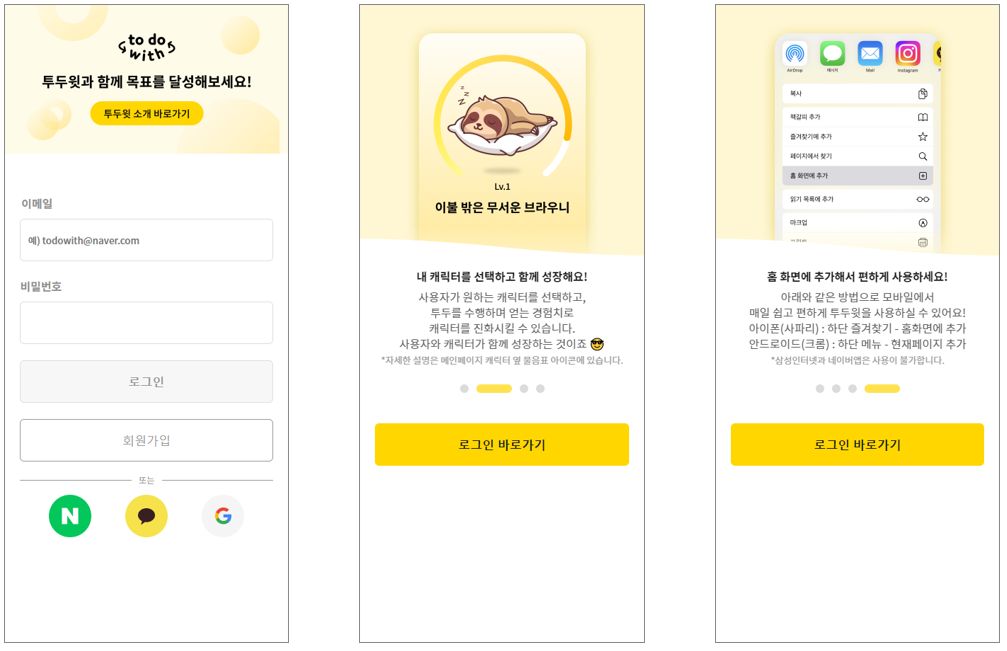 to do
with
투두윗과 함께 목표를 달성해보세요!
투두윗 소개 바로가기
이메일
예) todowith@naver.com
비밀번호
로그인
회원가입
또는
N
G
z z z
Lv.1
이불 밖은 무서운 브라우니
내 캐릭터를 선택하고 함께 성장해요!
사용자가 원하는 캐릭터를 선택하고,
투두를 수행하며 얻는 경험치로
캐릭터를 진화시킬 수 있습니다.
사용자와 캐릭터가 함께 성장하는 것이죠 😎
*자세한 설명은 메인페이지 캐릭터 옆 물음표 아이콘에 있습니다.
로그인 바로가기
AirDrop 메시지 Mail Instagram
복사
책갈피 추가
즐겨찾기에 추가
페이지에서 찾기
홈 화면에 추가
읽기 목록에 추가
마크업
홈 화면에 추가해서 편하게 사용하세요!
아래와 같은 방법으로 모바일에서
매일 쉽고 편하게 투두윗을 사용하실 수 있어요!
아이폰(사파리) : 하단 즐겨찾기 - 홈화면에 추가
안드로이드(크롬) : 하단 메뉴 - 현재페이지 추가
*삼성인터넷과 네이버앱은 사용이 불가합니다.
로그인 바로가기